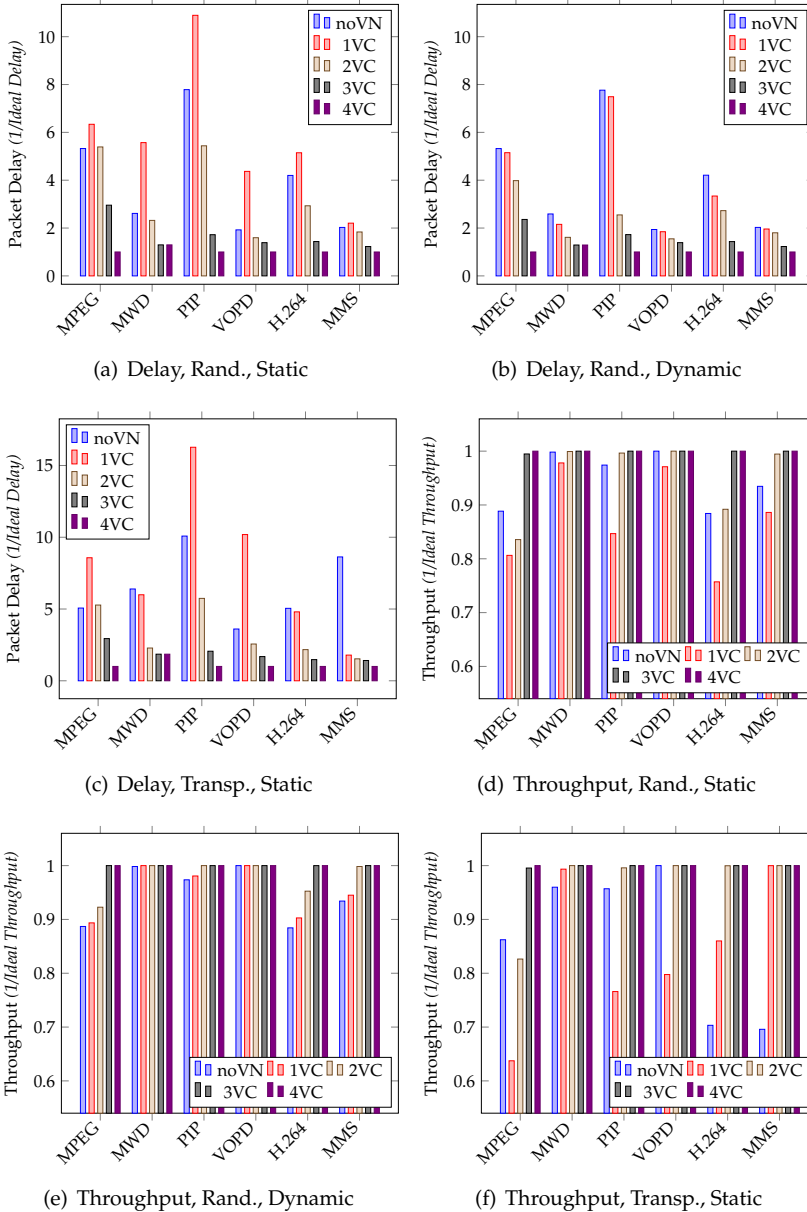 10
8
6
4
2
0
Packet Delay (1/Ideal Delay)
noVN
1VC
2VC
3VC
4VC
MPEG
MWD
PIP
VOPD
H.264
MMS
(a) Delay, Rand., Static
10
8
6
4
2
0
Packet Delay (1/Ideal Delay)
noVN
1VC
2VC
3VC
4VC
MPEG
MWD
PIP
VOPD
H.264
MMS
(b) Delay, Rand., Dynamic
15
10
5
0
Packet Delay (1/Ideal Delay)
noVN
1VC
2VC
3VC
4VC
MPEG
MWD
PIP
VOPD
H.264
MMS
(c) Delay, Transp., Static
1
0.9
0.8
0.7
0.6
Throughput (1/Ideal Throughput)
noVN 1VC 2VC
3VC 4VC
MPEG
MWD
PIP
VOPD
H.264
MMS
(d) Throughput, Rand., Static
1
0.9
0.8
0.7
0.6
Throughput (1/Ideal Throughput)
noVN 1VC 2VC
3VC 4VC
MPEG
MWD
PIP
VOPD
H.264
MMS
(e) Throughput, Rand., Dynamic
1
0.9
0.8
0.7
0.6
Throughput (1/Ideal Throughput)
noVN 1VC 2VC
3VC 4VC
MPEG
MWD
PIP
VOPD
H.264
MMS
(f) Throughput, Transp., Static